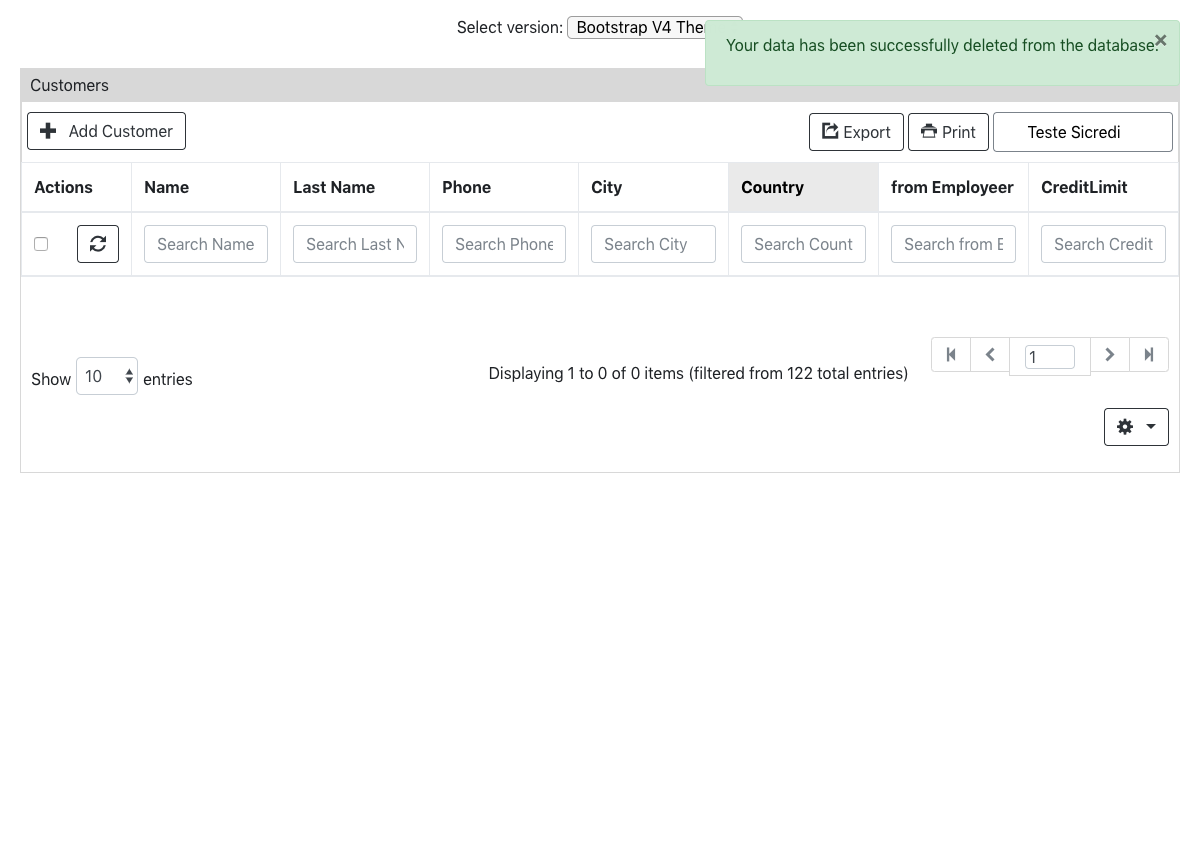 Select version: Bootstrap V4 The
Your data has been successfully deleted from the database.
×
Customers
Add Customer
Export
Print
Teste Sicredi
Actions Name Last Name Phone City Country from Employeer CreditLimit
Search Name Search Last N Search Phone Search City Search Count Search from E Search Credit
1
Show 10 entries
Displaying 1 to 0 of 0 items (filtered from 122 total entries)